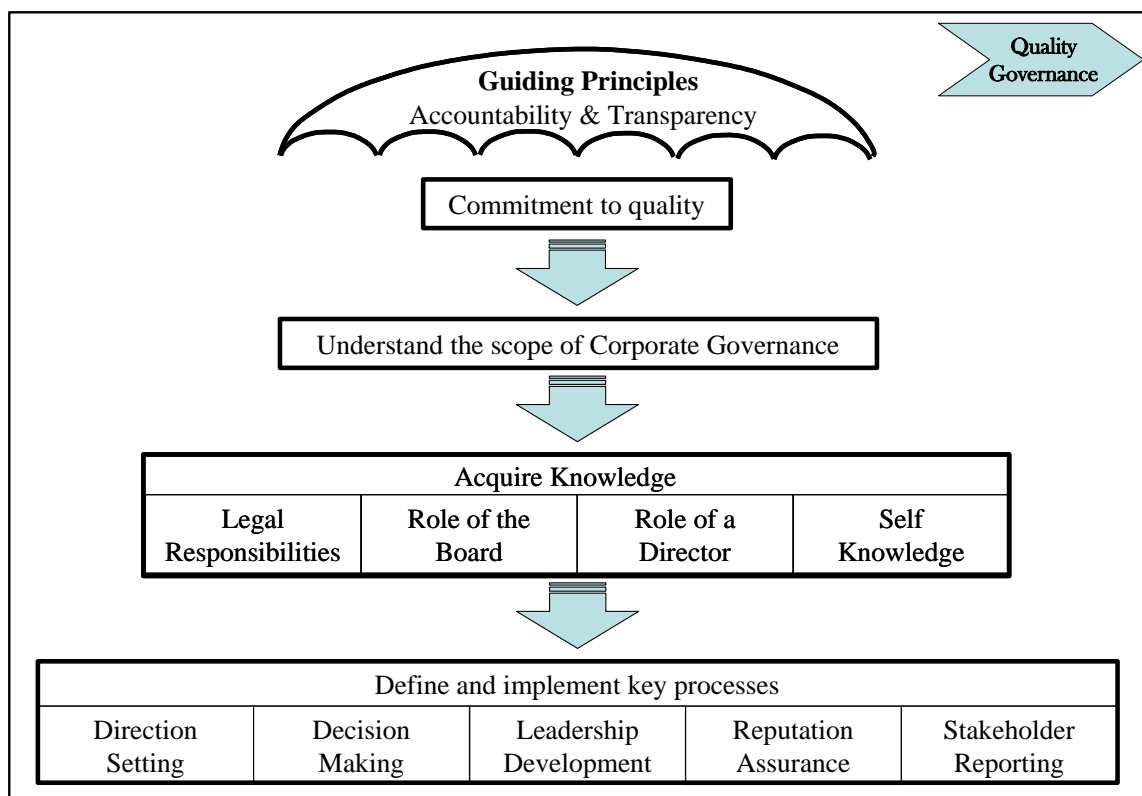 Quality
Governance
Guiding Principles
Accountability & Transparency
Commitment to quality
Understand the scope of Corporate Governance
Acquire Knowledge
Legal
Responsibilities
Role of the
Board
Role of a
Director
Self
Knowledge
Define and implement key processes
Direction
Setting
Decision
Making
Leadership
Development
Reputation
Assurance
Stakeholder
Reporting